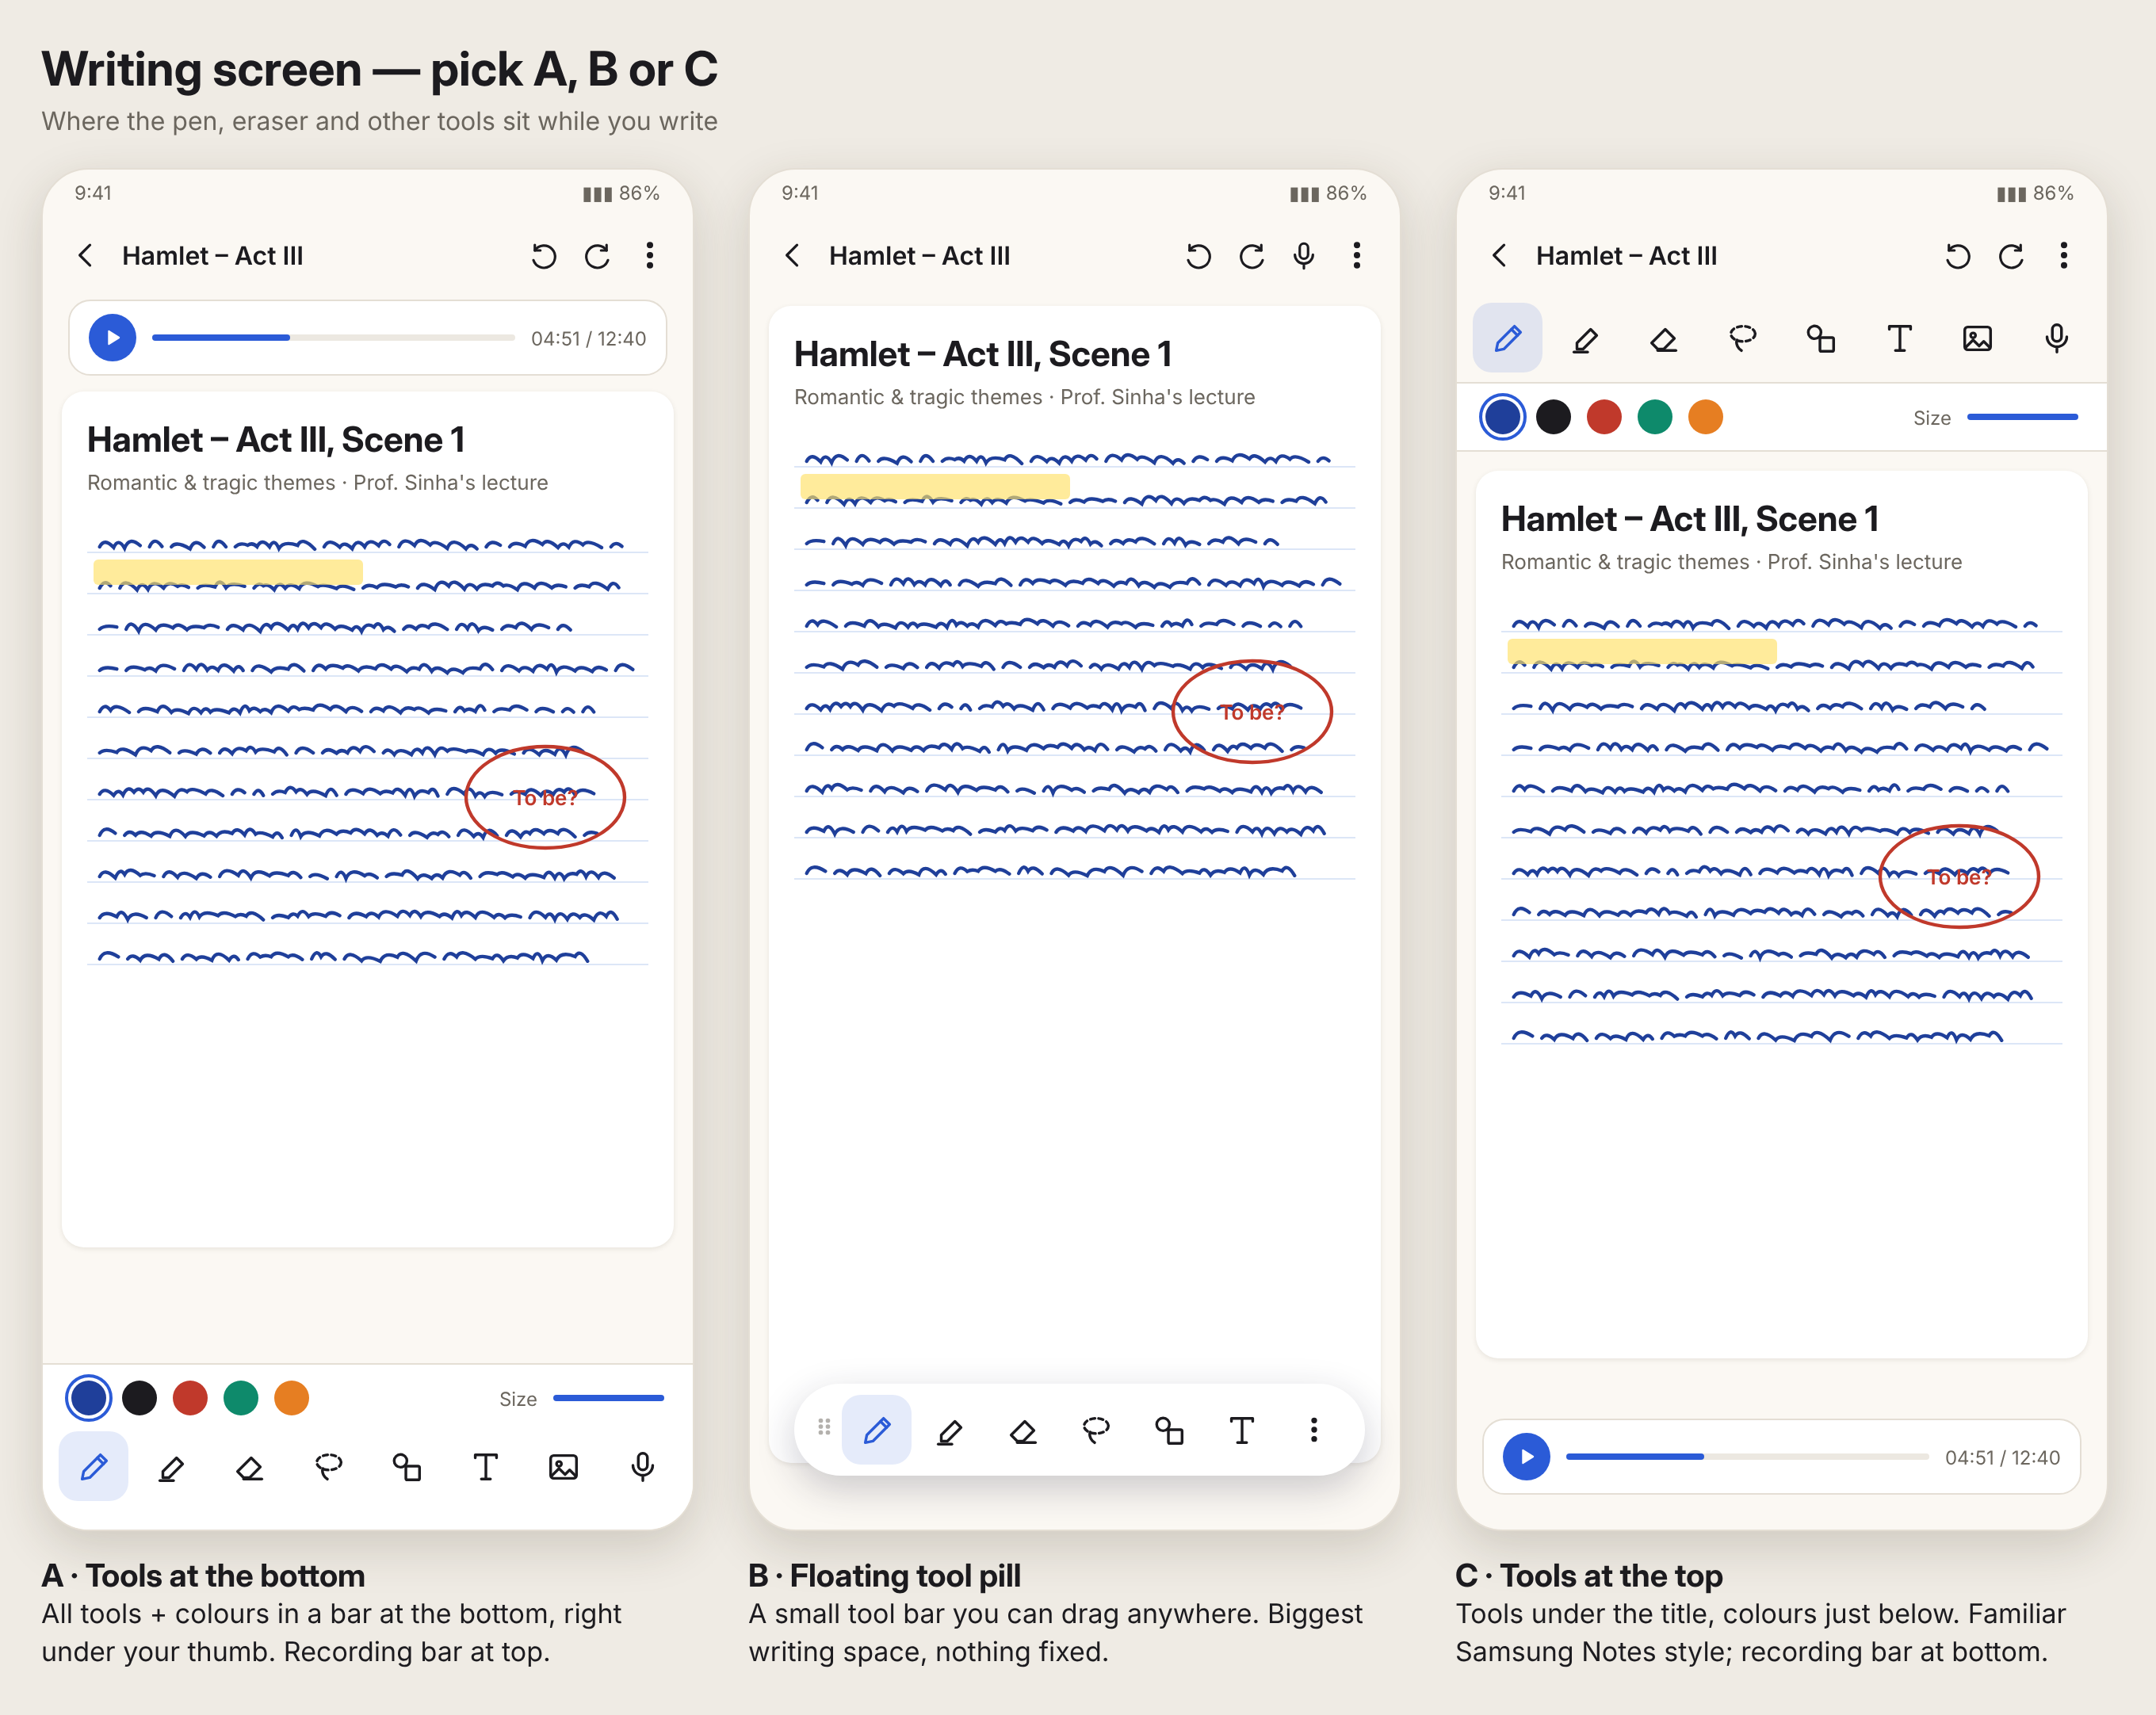 Writing screen — pick A, B or C
Where the pen, eraser and other tools sit while you write
9:41
86%
Hamlet – Act III
04:51 / 12:40
Hamlet – Act III, Scene 1
Romantic & tragic themes · Prof. Sinha's lecture
To be?
Size
A · Tools at the bottom
All tools + colours in a bar at the bottom, right
under your thumb. Recording bar at top.
9:41
86%
Hamlet – Act III
Hamlet – Act III, Scene 1
Romantic & tragic themes · Prof. Sinha's lecture
To be?
B · Floating tool pill
A small tool bar you can drag anywhere. Biggest
writing space, nothing fixed.
9:41
86%
Hamlet – Act III
Size
Hamlet – Act III, Scene 1
Romantic & tragic themes · Prof. Sinha's lecture
To be?
04:51 / 12:40
C · Tools at the top
Tools under the title, colours just below. Familiar
Samsung Notes style; recording bar at bottom.